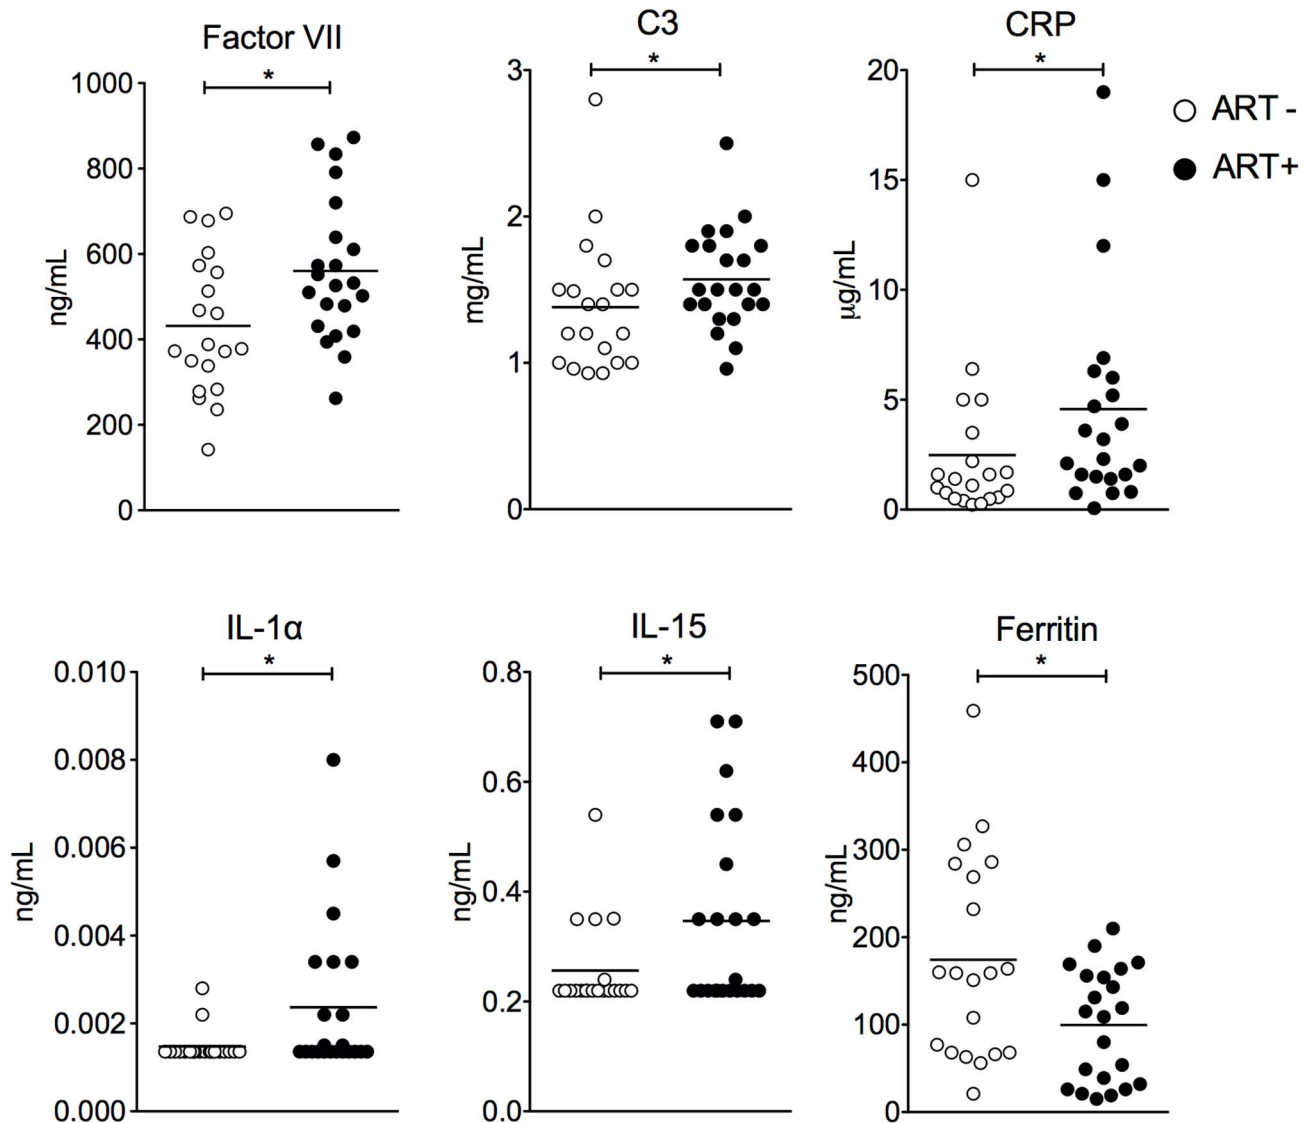 Factor VII
*
1000
800
600
400
200
0
ng/mL
C3
*
3
2
1
0
mg/mL
CRP
*
20
15
10
5
0
µg/mL
ART -
ART+
IL-1α
*
0.010
0.008
0.006
0.004
0.002
0.000
ng/mL
IL-15
*
0.8
0.6
0.4
0.2
0.0
ng/mL
Ferritin
*
500
400
300
200
100
0
ng/mL